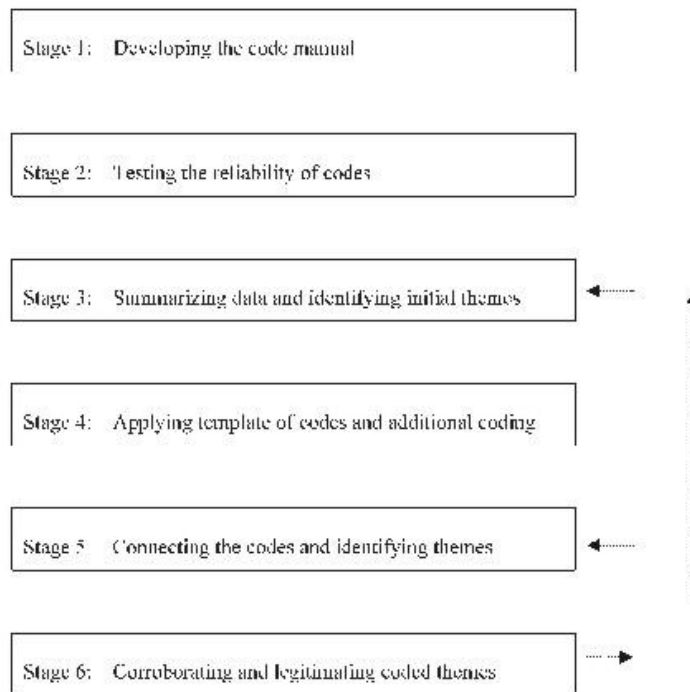 Stage 1: Developing the code manual
Stage 2: Testing the reliability of codes
Stage 3: Summarizing data and identifying initial themes
Stage 4: Applying template of codes and additional coding
Stage 5 Connecting the codes and identifying themes
Stage 6: Corroborating and legitimating coded themes